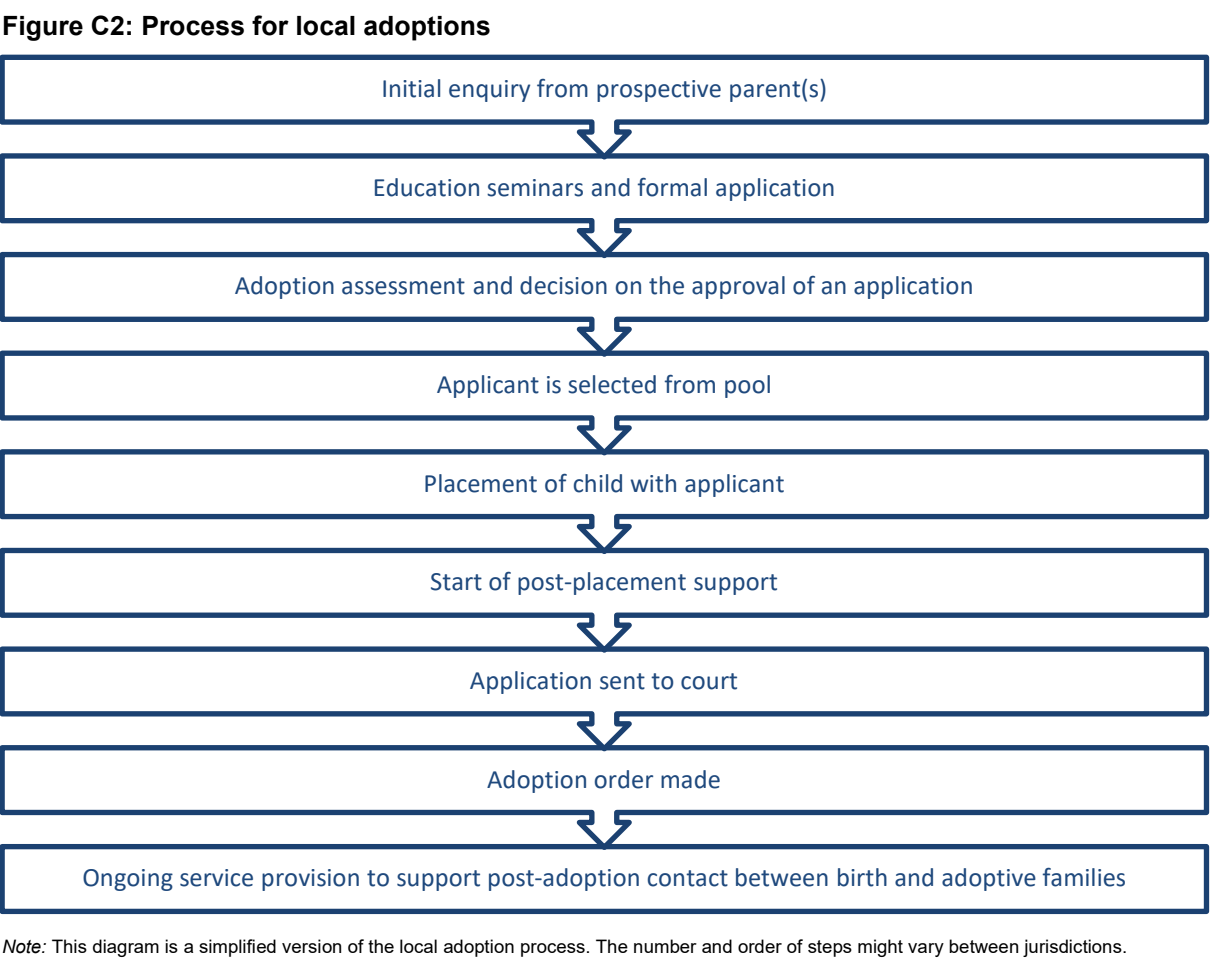 Figure C2: Process for local adoptions
Initial enquiry from prospective parent(s)
Education seminars and formal application
Adoption assessment and decision on the approval of an application
Applicant is selected from pool
Placement of child with applicant
Start of post-placement support
Application sent to court
Adoption order made
Ongoing service provision to support post-adoption contact between birth and adoptive families
Note: This diagram is a simplified version of the local adoption process. The number and order of steps might vary between jurisdictions.